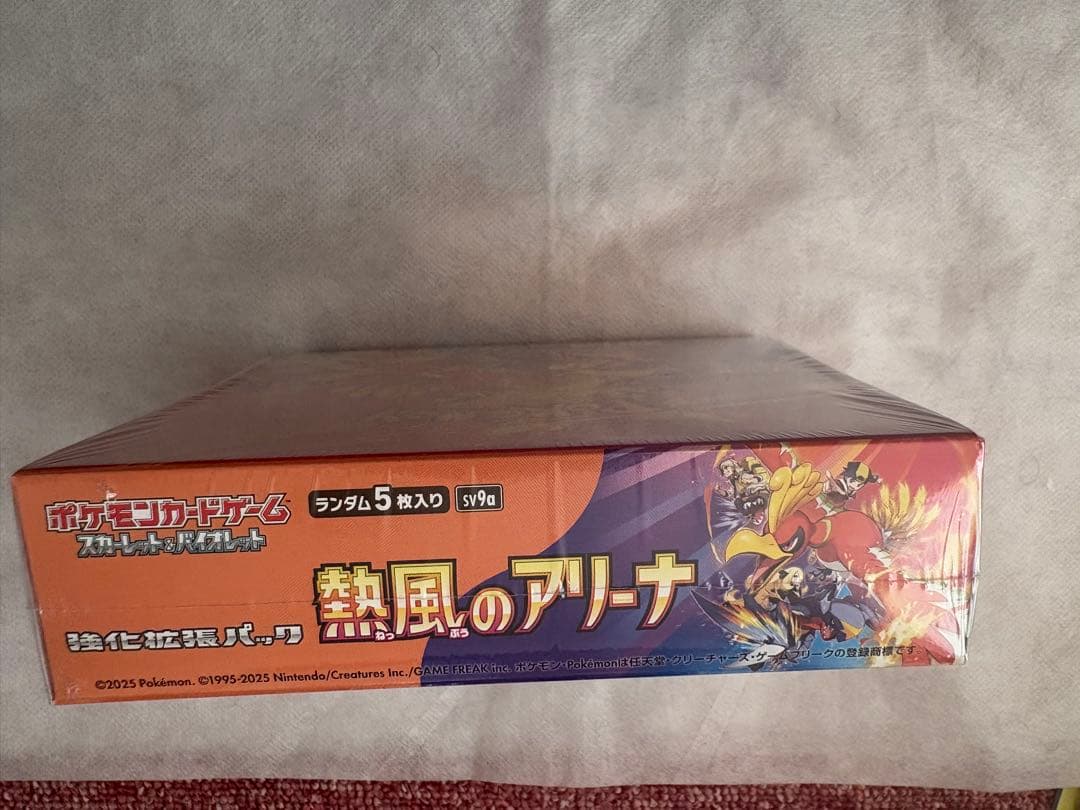 ポケモンカードゲーム
スカーレット&バイオレット
ランダム5枚入り
SV9a
強化拡張パック
熱風のアリーナ
ねっ ぷう
©2025 Pokémon. ©1995-2025 Nintendo/Creatures Inc./GAME FREAK inc. ポケモン・Pokémonは任天堂・クリーチャーズ・ゲームフリークの登録商標です。